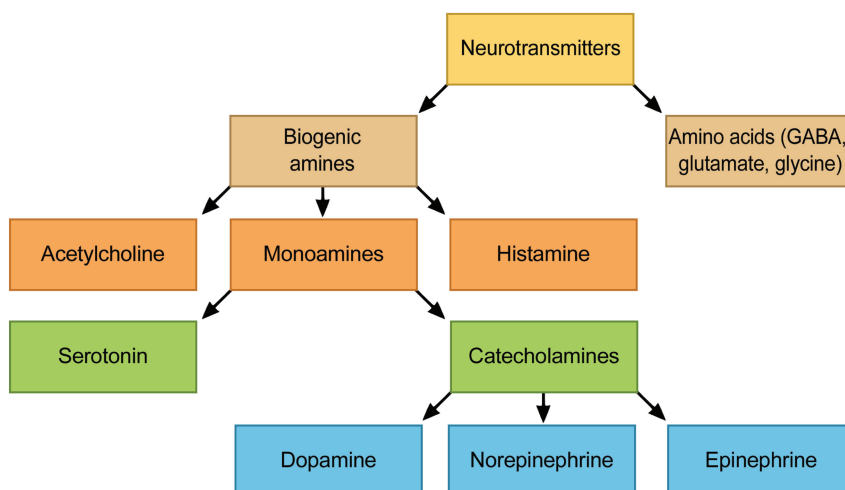 Neurotransmitters
Biogenic
amines
Amino acids (GABA,
glutamate, glycine)
Acetylcholine
Monoamines
Histamine
Serotonin
Catecholamines
Dopamine
Norepinephrine
Epinephrine